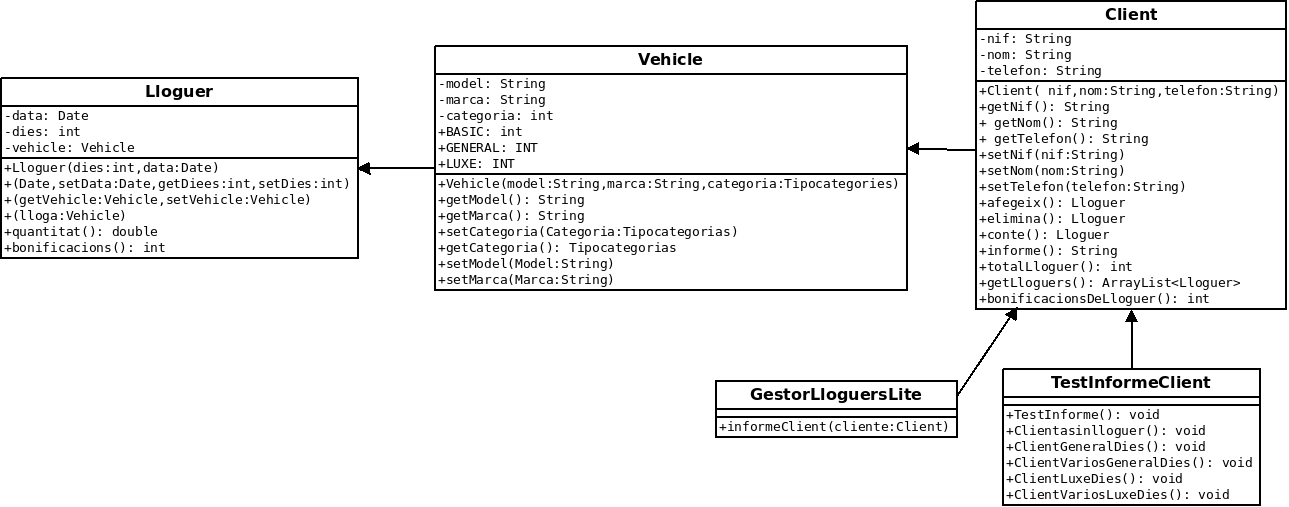 Lloguer
-data: Date
-dies: int
-vehicle: Vehicle
+Lloguer(dies:int,data:Date)
+(Date,setData:Date,getDiees:int,setDies:int)
+(getVehicle:Vehicle,setVehicle:Vehicle)
+(lloga:Vehicle)
+quantitat(): double
+bonificacions(): int
Vehicle
-model: String
-marca: String
-categoria: int
+BASIC: int
+GENERAL: INT
+LUXE: INT
+Vehicle(model:String,marca:String,categoria:Tipocategories)
+getModel(): String
+getMarca(): String
+setCategoria(Categoria:Tipocategorias)
+getCategoria(): Tipocategorias
+setModel(Model:String)
+setMarca(Marca:String)
Client
-nif: String
-nom: String
-telefon: String
+Client( nif,nom:String,telefon:String)
+getNif(): String
+ getNom(): String
+ getTelefon(): String
+setNif(nif:String)
+setNom(nom:String)
+setTelefon(telefon:String)
+afegeix(): Lloguer
+elimina(): Lloguer
+conte(): Lloguer
+informe(): String
+totalLloguer(): int
+getLloguers(): ArrayList<Lloguer>
+bonificacionsDeLloguer(): int
GestorLloguersLite
+informeClient(cliente:Client)
TestInformeClient
+TestInforme(): void
+Clientasinlloguer(): void
+ClientGeneralDies(): void
+ClientVariosGeneralDies(): void
+ClientLuxeDies(): void
+ClientVariosLuxeDies(): void